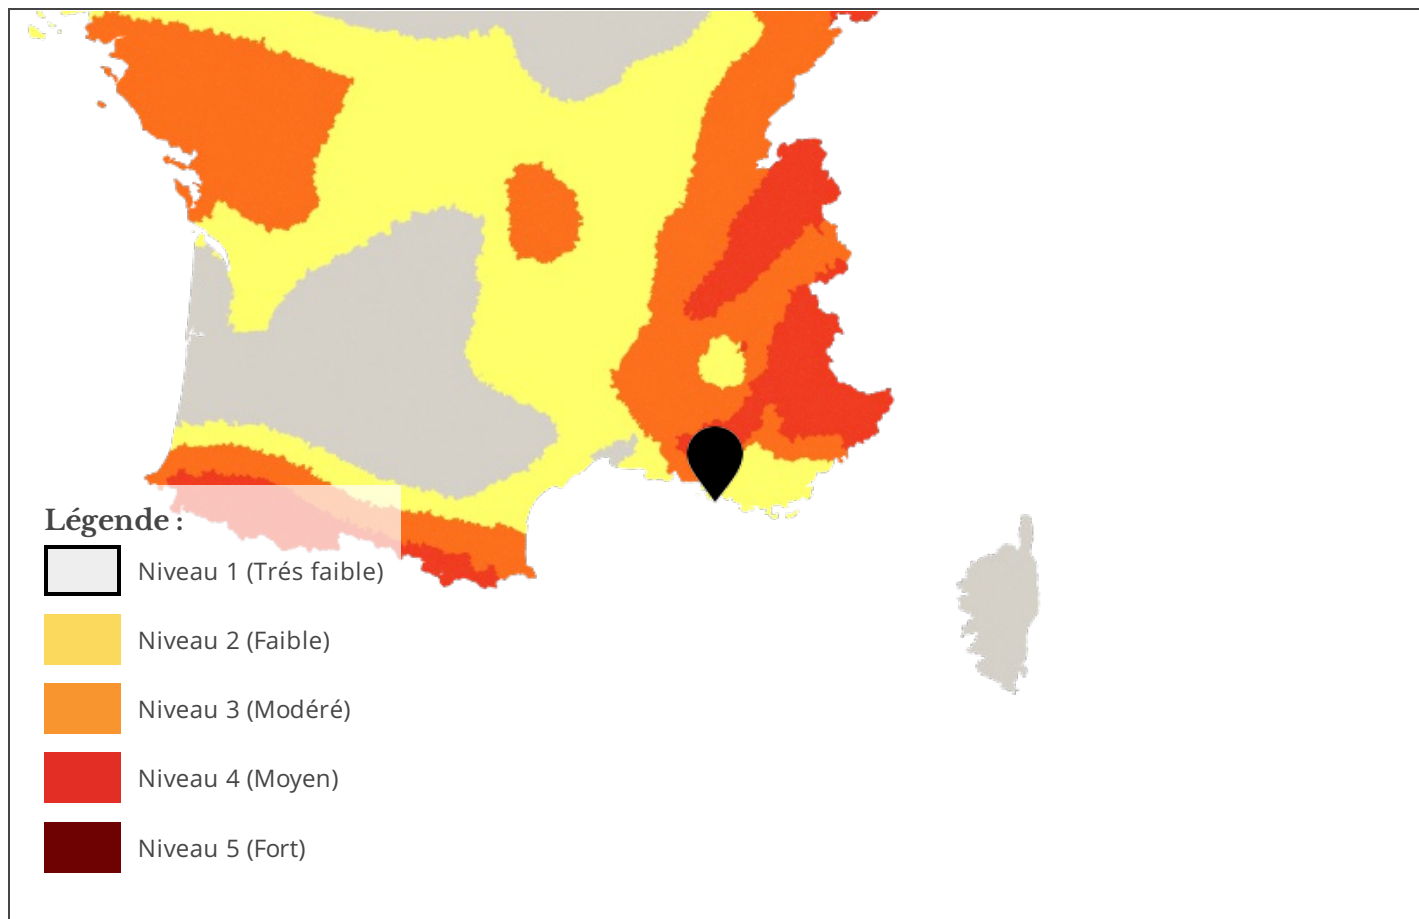 Légende :
Niveau 1 (Trés faible)
Niveau 2 (Faible)
Niveau 3 (Modéré)
Niveau 4 (Moyen)
Niveau 5 (Fort)